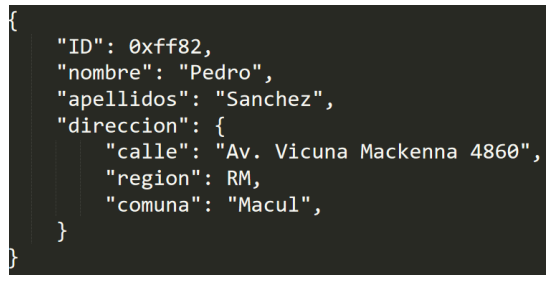 {
    "ID": 0xff82,
    "nombre": "Pedro",
    "apellidos": "Sanchez",
    "direccion": {
        "calle": "Av. Vicuna Mackenna 4860",
        "region": RM,
        "comuna": "Macul",
    }
}